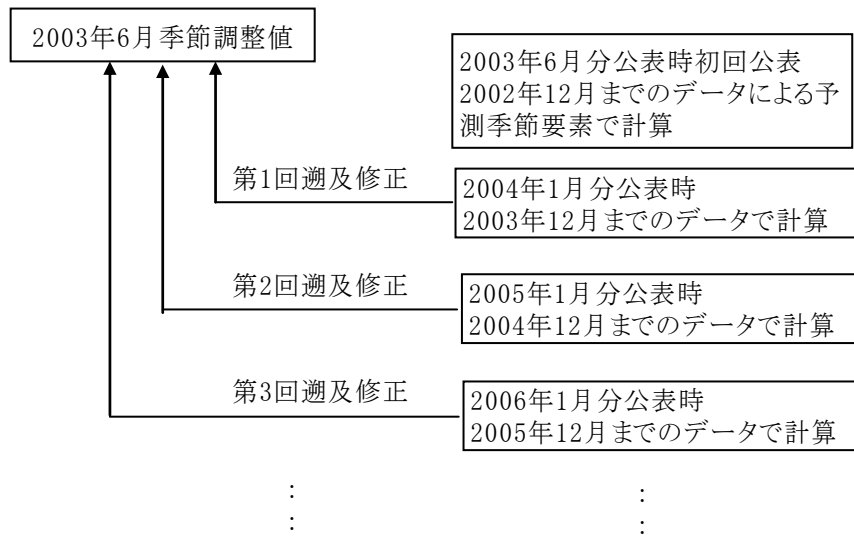 2003年6月季節調整値
2003年6月分公表時初回公表
2002年12月までのデータによる予
測季節要素で計算
第1回遡及修正
2004年1月分公表時
2003年12月までのデータで計算
第2回遡及修正
2005年1月分公表時
2004年12月までのデータで計算
第3回遡及修正
2006年1月分公表時
2005年12月までのデータで計算
:
:
:
: